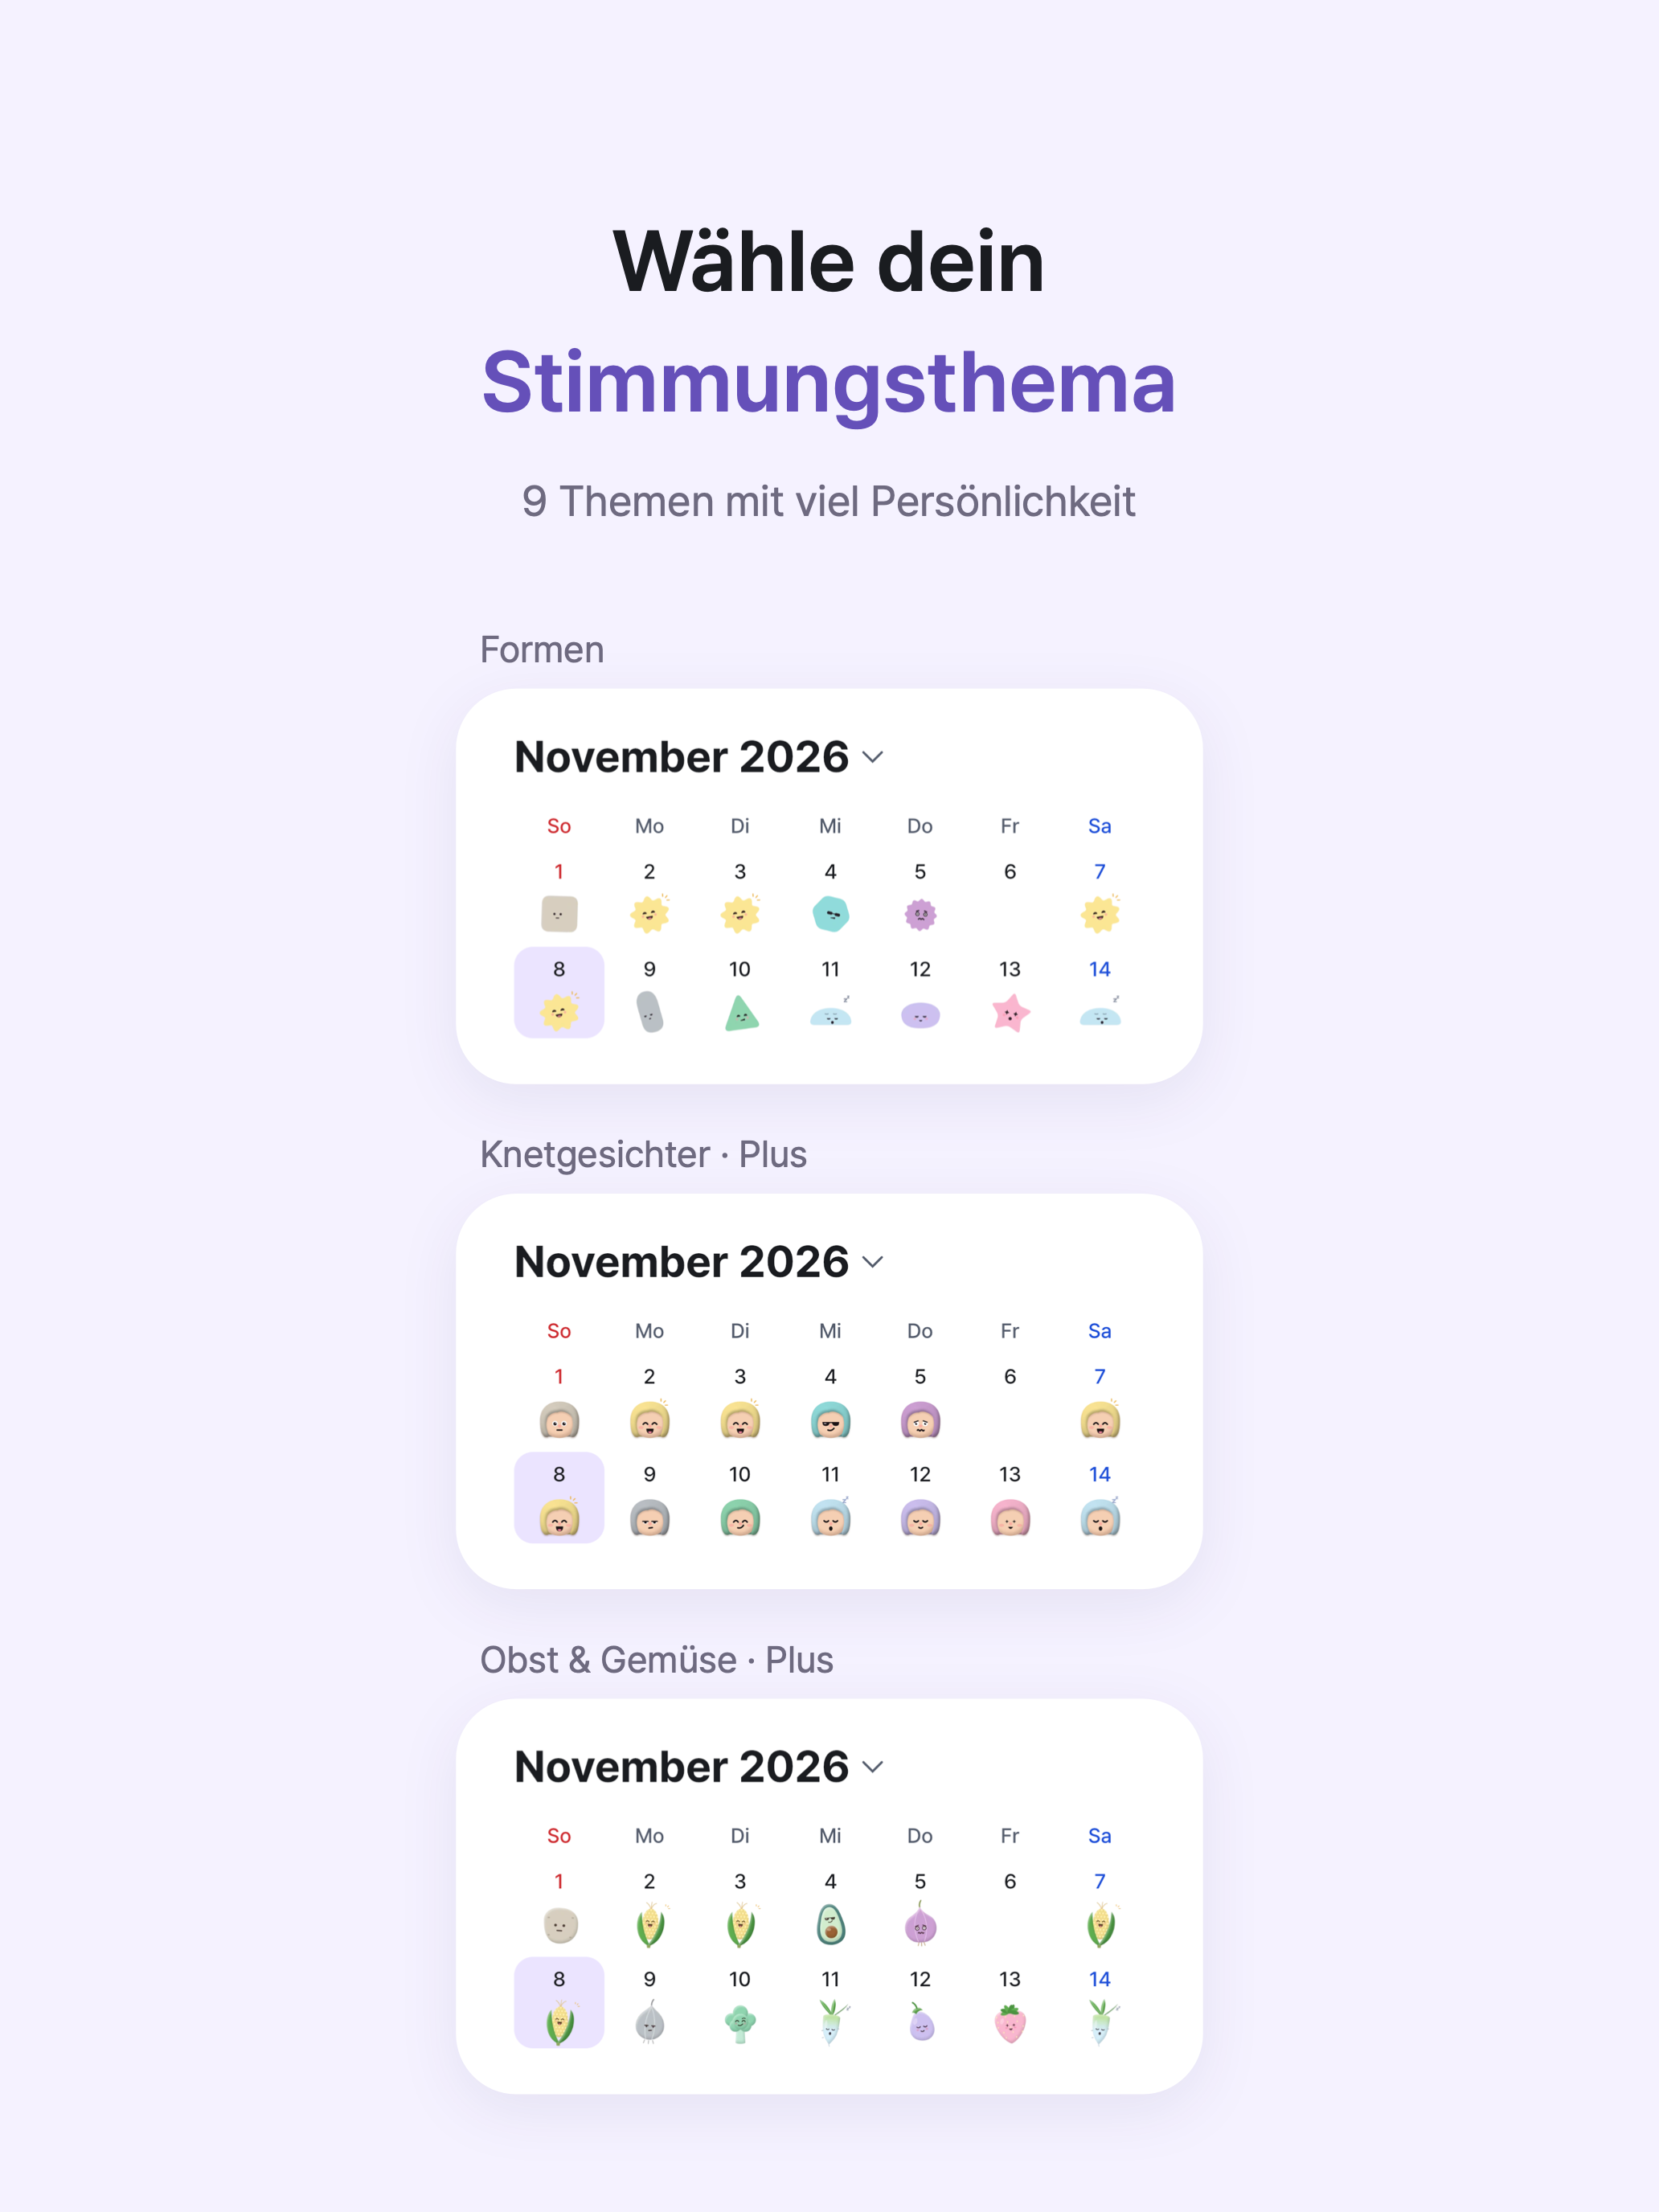 Wähle dein
Stimmungsthema
9 Themen mit viel Persönlichkeit
Formen
November 2026
So Mo Di Mi Do Fr Sa
1 2 3 4 5 6 7
8 9 10 11 12 13 14
Knetgesichter · Plus
November 2026
So Mo Di Mi Do Fr Sa
1 2 3 4 5 6 7
8 9 10 11 12 13 14
Obst & Gemüse · Plus
November 2026
So Mo Di Mi Do Fr Sa
1 2 3 4 5 6 7
8 9 10 11 12 13 14